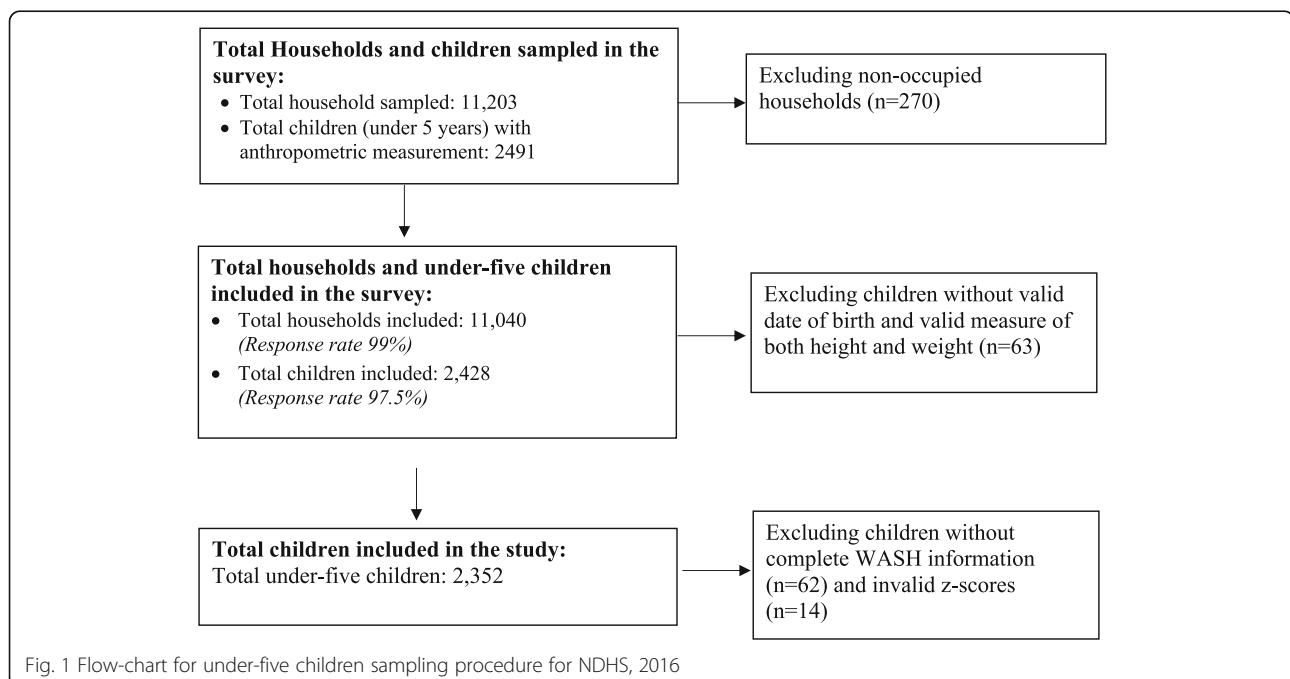 Total Households and children sampled in the
survey:
• Total household sampled: 11,203
• Total children (under 5 years) with
anthropometric measurement: 2491
Excluding non-occupied
households (n=270)
Total households and under-five children
included in the survey:
• Total households included: 11,040
(Response rate 99%)
• Total children included: 2,428
(Response rate 97.5%)
Excluding children without valid
date of birth and valid measure of
both height and weight (n=63)
Total children included in the study:
Total under-five children: 2,352
Excluding children without
complete WASH information
(n=62) and invalid z-scores
(n=14)
Fig. 1 Flow-chart for under-five children sampling procedure for NDHS, 2016